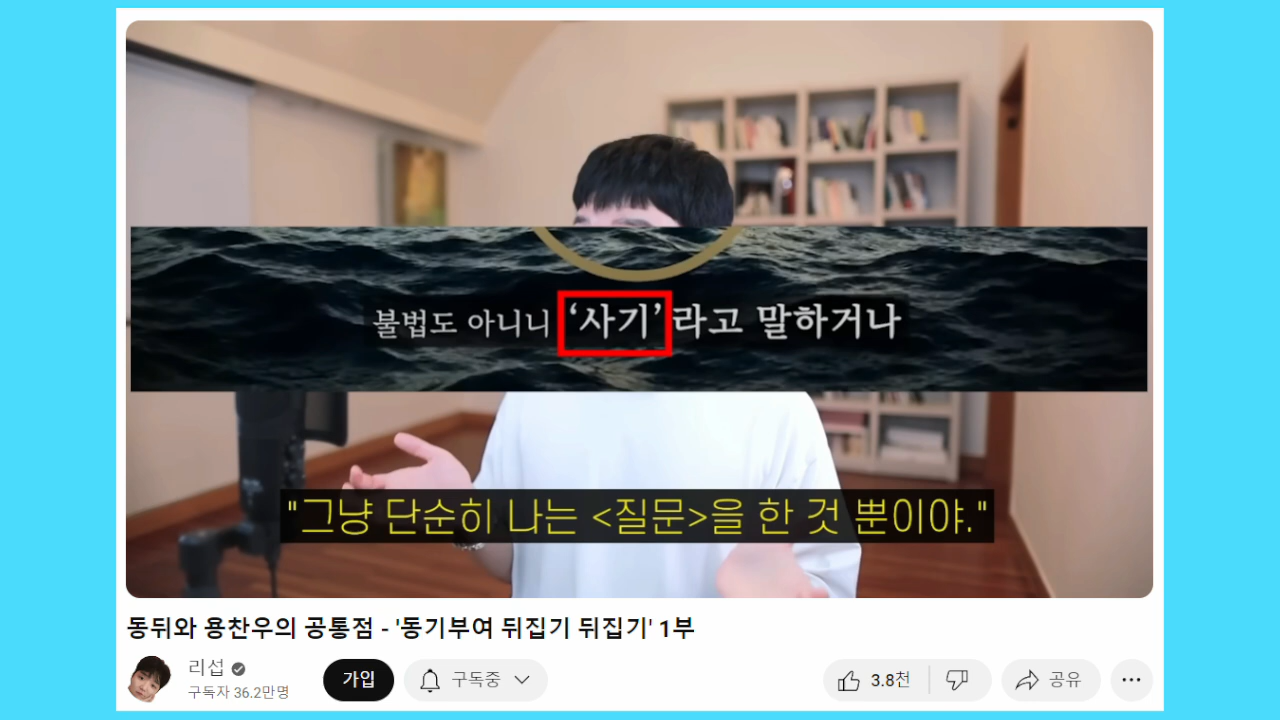 불법도 아니니 ‘사기’라고 말하거나
"그냥 단순히 나는 <질문>을 한 것 뿐이야."
동뒤와 용찬우의 공통점 - '동기부여 뒤집기 뒤집기' 1부
리섭
구독자 36.2만명
가입
구독중
3.8천
공유